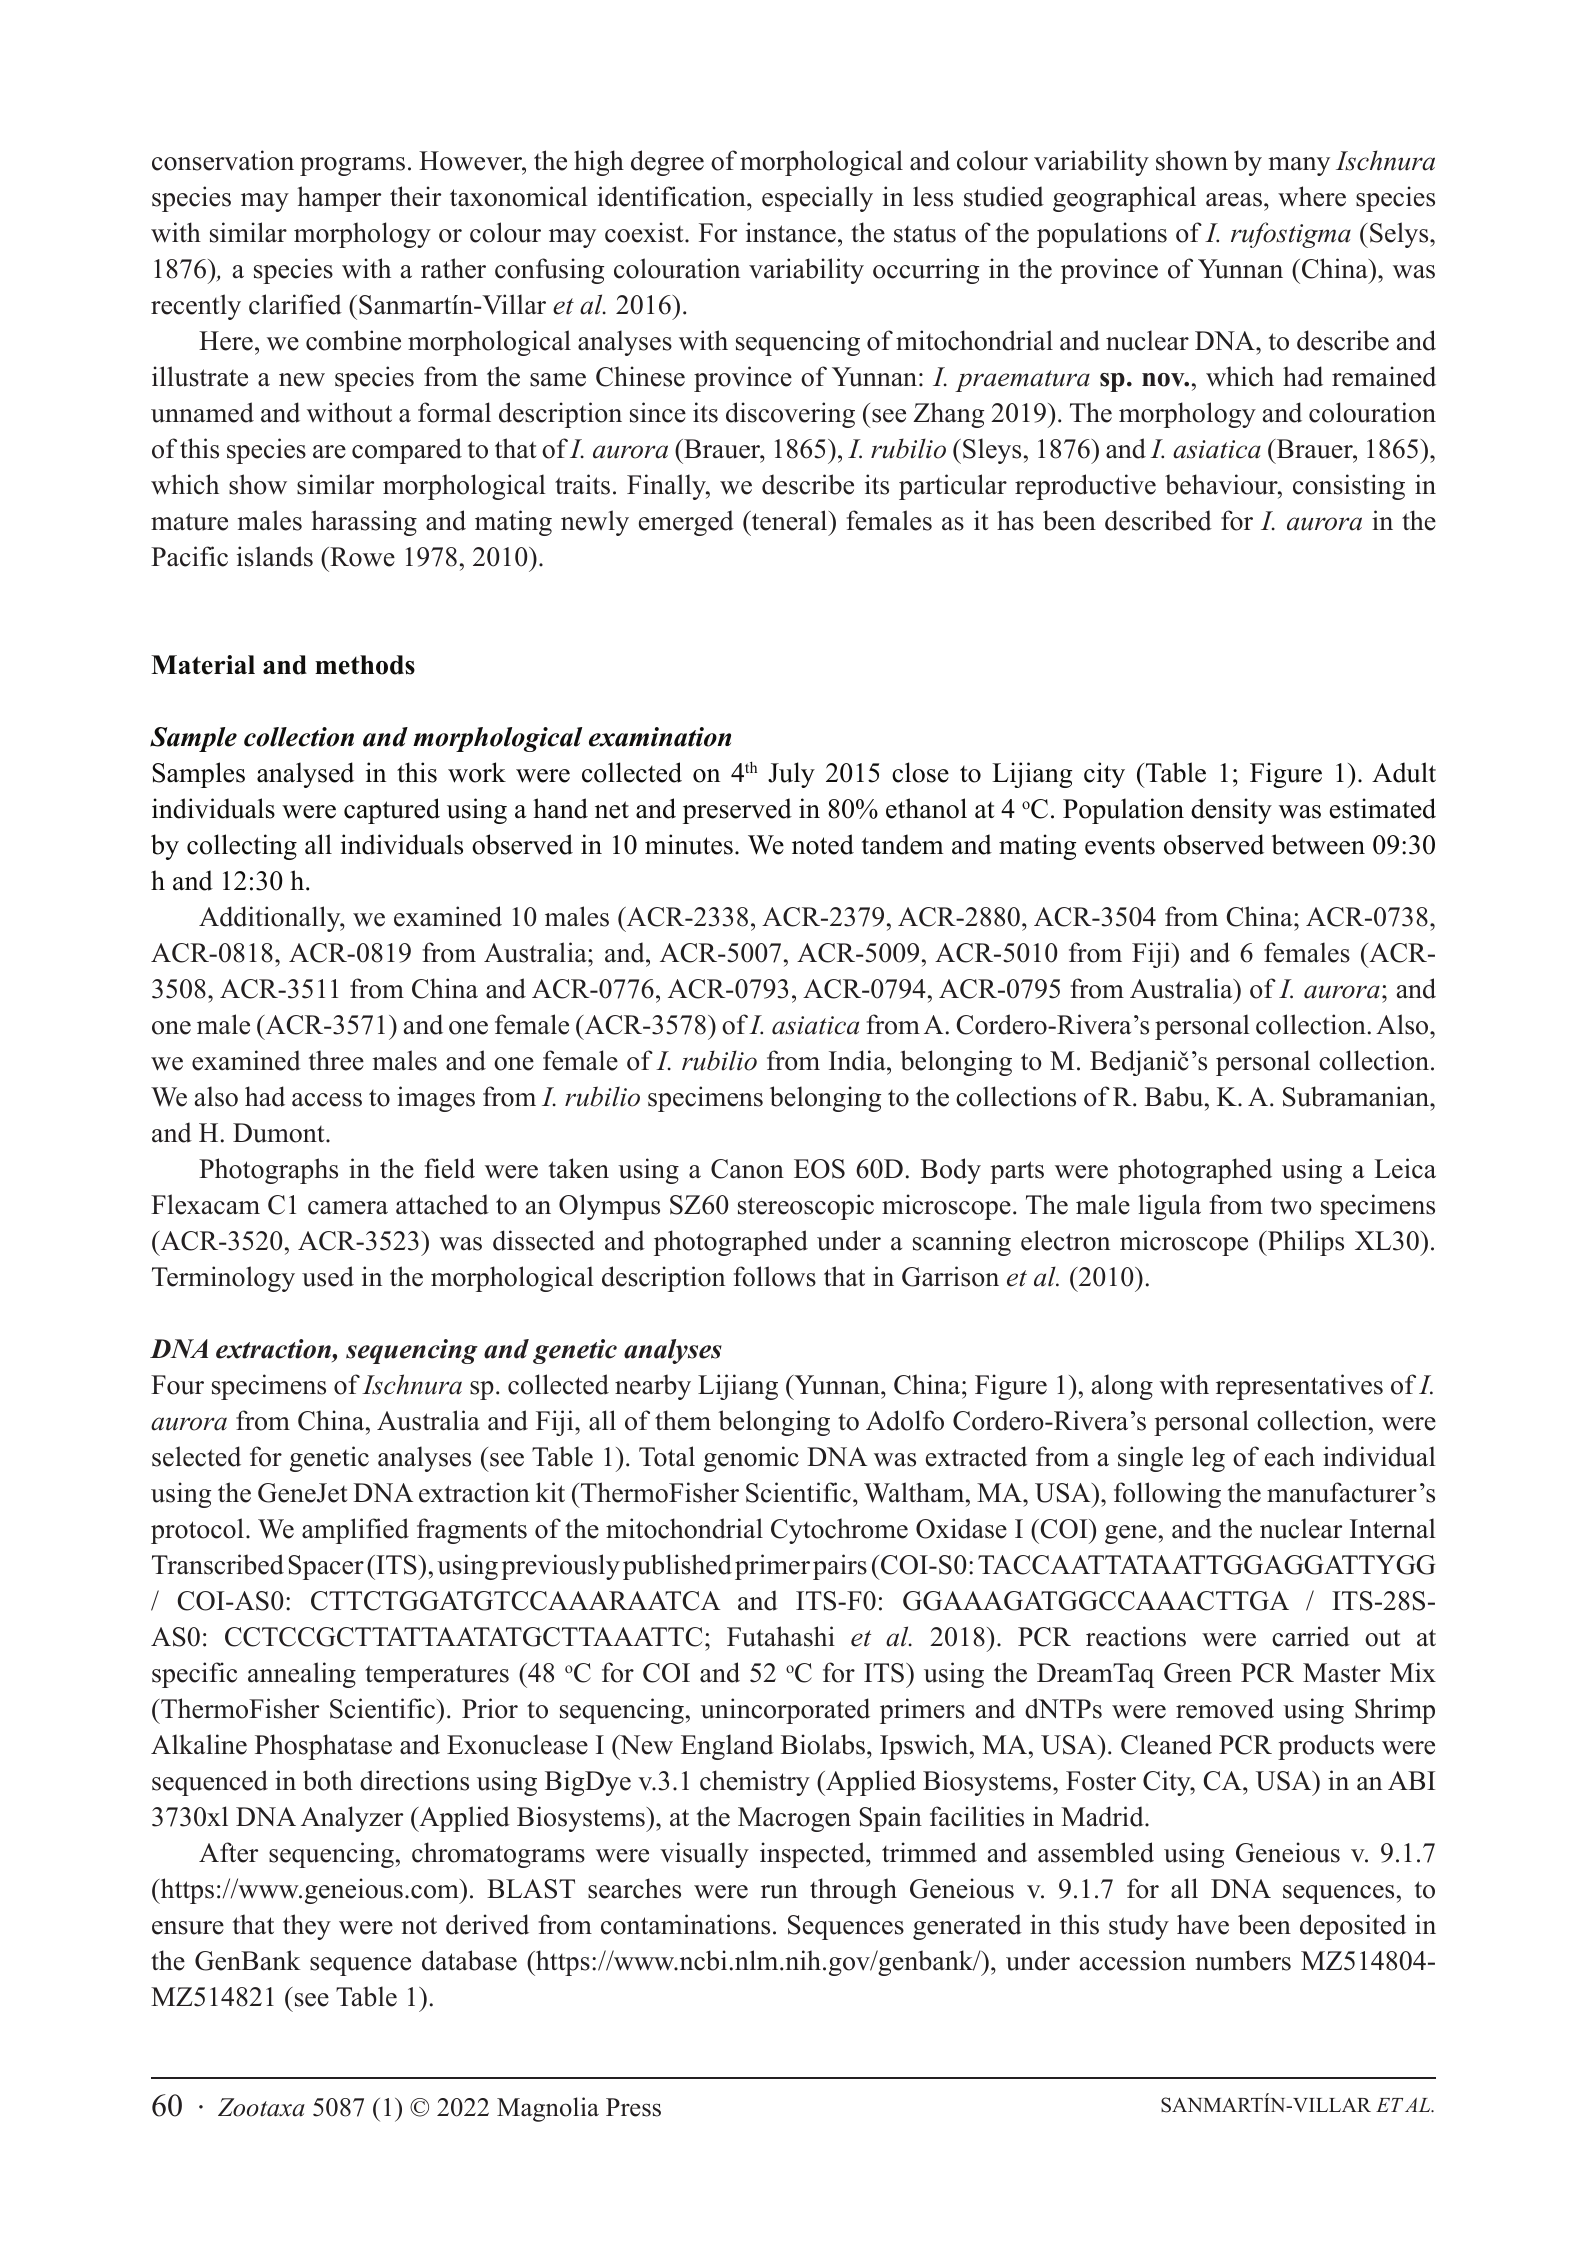 conservation programs. However, the high degree of morphological and colour variability shown by many Ischnura
species may hamper their taxonomical identification, especially in less studied geographical areas, where species
with similar morphology or colour may coexist. For instance, the status of the populations of I. rufostigma (Selys,
1876), a species with a rather confusing colouration variability occurring in the province of Yunnan (China), was
recently clarified (Sanmartín-Villar et al. 2016).
Here, we combine morphological analyses with sequencing of mitochondrial and nuclear DNA, to describe and
illustrate a new species from the same Chinese province of Yunnan: I. praematura sp. nov., which had remained
unnamed and without a formal description since its discovering (see Zhang 2019). The morphology and colouration
of this species are compared to that of I. aurora (Brauer, 1865), I. rubilio (Sleys, 1876) and I. asiatica (Brauer, 1865),
which show similar morphological traits. Finally, we describe its particular reproductive behaviour, consisting in
mature males harassing and mating newly emerged (teneral) females as it has been described for I. aurora in the
Pacific islands (Rowe 1978, 2010).
Material and methods
Sample collection and morphological examination
Samples analysed in this work were collected on 4th July 2015 close to Lijiang city (Table 1; Figure 1). Adult
individuals were captured using a hand net and preserved in 80% ethanol at 4 ºC. Population density was estimated
by collecting all individuals observed in 10 minutes. We noted tandem and mating events observed between 09:30
h and 12:30 h.
Additionally, we examined 10 males (ACR-2338, ACR-2379, ACR-2880, ACR-3504 from China; ACR-0738,
ACR-0818, ACR-0819 from Australia; and, ACR-5007, ACR-5009, ACR-5010 from Fiji) and 6 females (ACR-
3508, ACR-3511 from China and ACR-0776, ACR-0793, ACR-0794, ACR-0795 from Australia) of I. aurora; and
one male (ACR-3571) and one female (ACR-3578) of I. asiatica from A. Cordero-Rivera’s personal collection. Also,
we examined three males and one female of I. rubilio from India, belonging to M. Bedjanič’s personal collection.
We also had access to images from I. rubilio specimens belonging to the collections of R. Babu, K. A. Subramanian,
and H. Dumont.
Photographs in the field were taken using a Canon EOS 60D. Body parts were photographed using a Leica
Flexacam C1 camera attached to an Olympus SZ60 stereoscopic microscope. The male ligula from two specimens
(ACR-3520, ACR-3523) was dissected and photographed under a scanning electron microscope (Philips XL30).
Terminology used in the morphological description follows that in Garrison et al. (2010).
DNA extraction, sequencing and genetic analyses
Four specimens of Ischnura sp. collected nearby Lijiang (Yunnan, China; Figure 1), along with representatives of I.
aurora from China, Australia and Fiji, all of them belonging to Adolfo Cordero-Rivera’s personal collection, were
selected for genetic analyses (see Table 1). Total genomic DNA was extracted from a single leg of each individual
using the GeneJet DNA extraction kit (ThermoFisher Scientific, Waltham, MA, USA), following the manufacturer’s
protocol. We amplified fragments of the mitochondrial Cytochrome Oxidase I (COI) gene, and the nuclear Internal
Transcribed Spacer (ITS), using previously published primer pairs (COI-S0: TACCAATTATAATTGGAGGATTYGG
/ COI-AS0: CTTCTGGATGTCCAAARAATCA and ITS-F0: GGAAAGATGGCCAAACTTGA / ITS-28S-
AS0: CCTCCGCTTATTAATATGCTTAAATTC; Futahashi et al. 2018). PCR reactions were carried out at
specific annealing temperatures (48 ºC for COI and 52 ºC for ITS) using the DreamTaq Green PCR Master Mix
(ThermoFisher Scientific). Prior to sequencing, unincorporated primers and dNTPs were removed using Shrimp
Alkaline Phosphatase and Exonuclease I (New England Biolabs, Ipswich, MA, USA). Cleaned PCR products were
sequenced in both directions using BigDye v.3.1 chemistry (Applied Biosystems, Foster City, CA, USA) in an ABI
3730xl DNA Analyzer (Applied Biosystems), at the Macrogen Spain facilities in Madrid.
After sequencing, chromatograms were visually inspected, trimmed and assembled using Geneious v. 9.1.7
(https://www.geneious.com). BLAST searches were run through Geneious v. 9.1.7 for all DNA sequences, to
ensure that they were not derived from contaminations. Sequences generated in this study have been deposited in
the GenBank sequence database (https://www.ncbi.nlm.nih.gov/genbank/), under accession numbers MZ514804-
MZ514821 (see Table 1).
60 · Zootaxa 5087 (1) © 2022 Magnolia Press
SANMARTÍN-VILLAR ET AL.